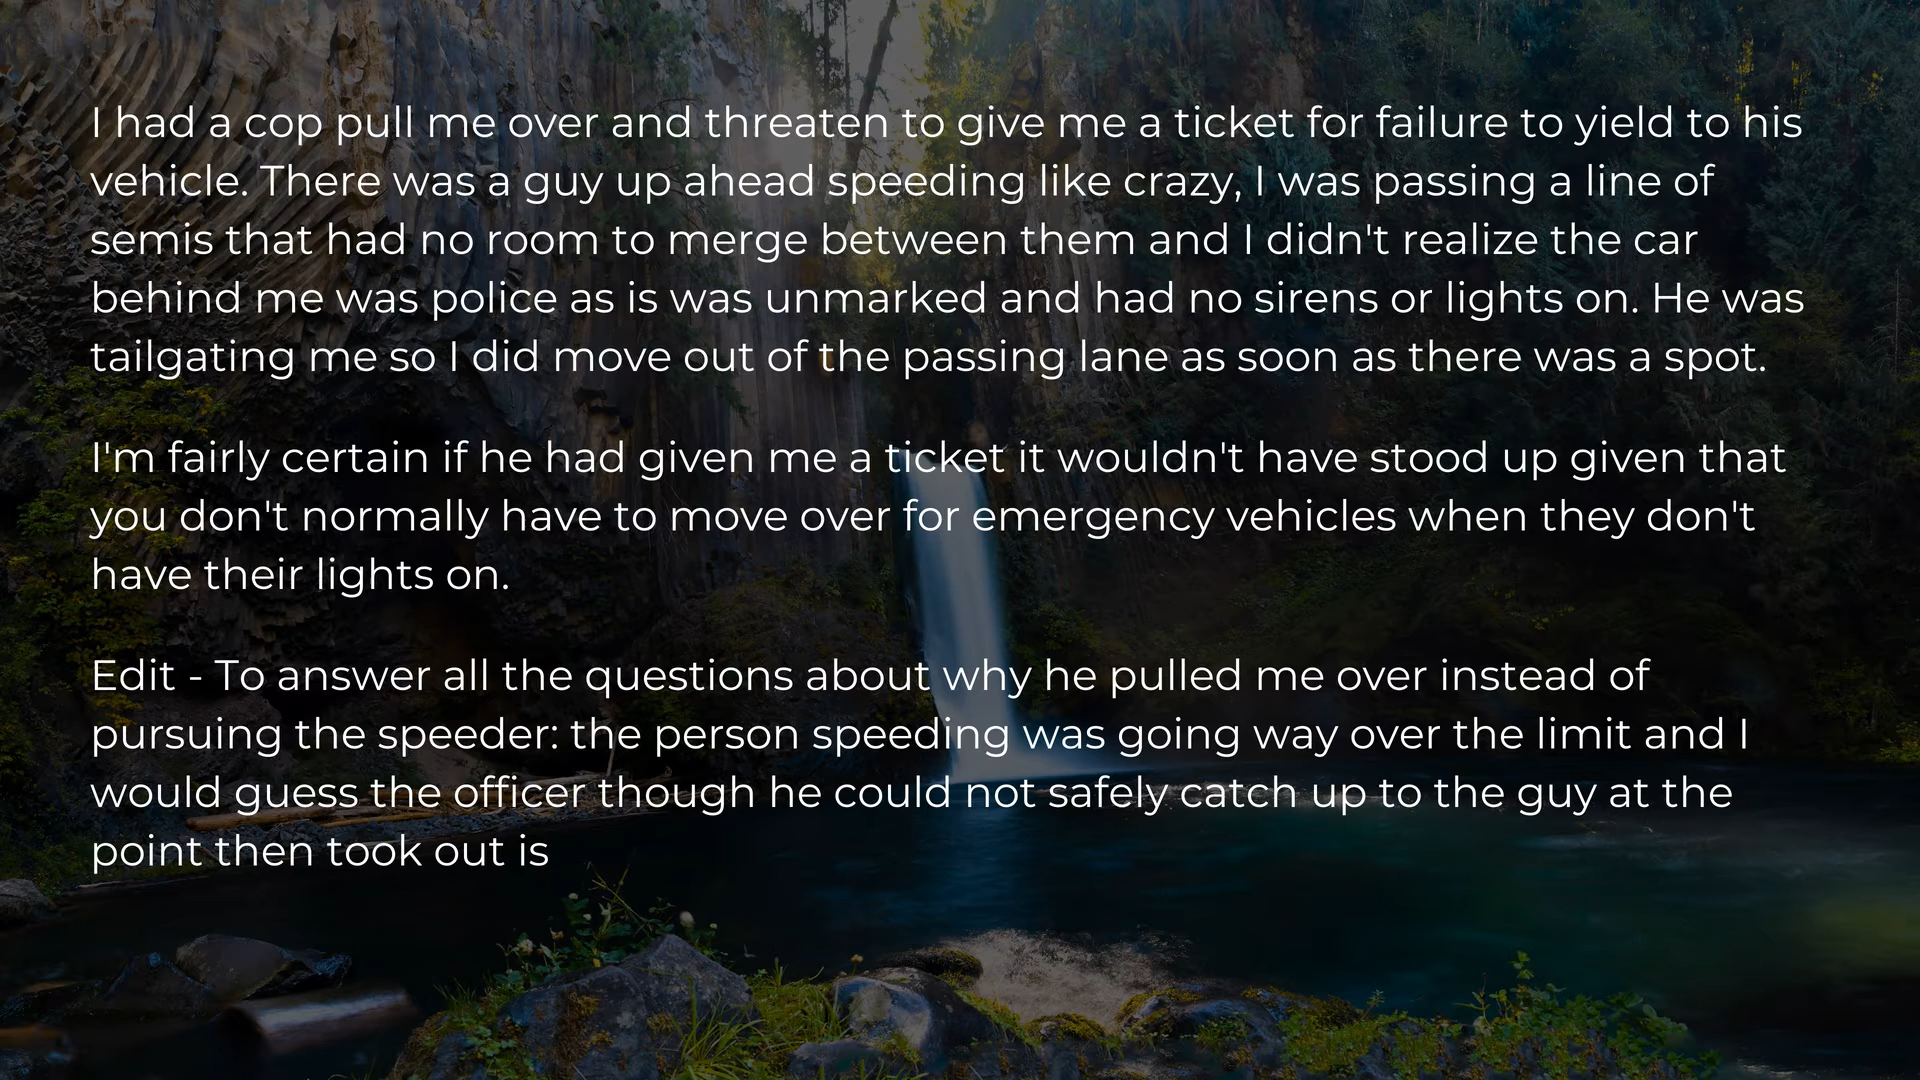 I had a cop pull me over and threaten to give me a ticket for failure to yield to his
vehicle. There was a guy up ahead speeding like crazy, I was passing a line of
semis that had no room to merge between them and I didn't realize the car
behind me was police as is was unmarked and had no sirens or lights on. He was
tailgating me so I did move out of the passing lane as soon as there was a spot.
I'm fairly certain if he had given me a ticket it wouldn't have stood up given that
you don't normally have to move over for emergency vehicles when they don't
have their lights on.
Edit - To answer all the questions about why he pulled me over instead of
pursuing the speeder: the person speeding was going way over the limit and I
would guess the officer though he could not safely catch up to the guy at the
point then took out is